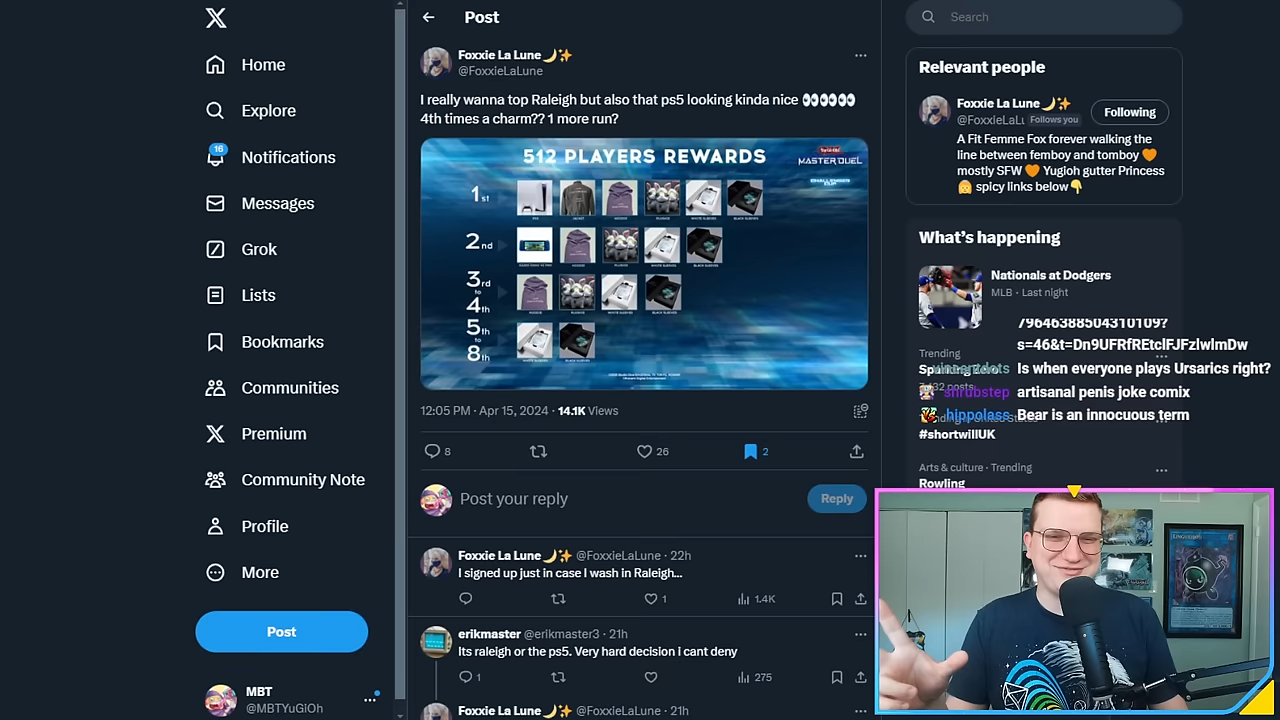 Home
Explore
16
Notifications
Messages
Grok
Lists
Bookmarks
Communities
Premium
Community Note
Profile
More
Post
MBT
@MBTYuGiOh
Post
Foxxie La Lune🌙✨
@FoxxieLaLune
I really wanna top Raleigh but also that ps5 looking kinda nice 👀👀👀
4th times a charm?? 1 more run?
512 PLAYERS REWARDS
MASTER DUEL
1st
2nd
3rd
to
4th
5th
to
8th
12:05 PM · Apr 15, 2024 · 14.1K Views
8
26
2
Post your reply
Reply
Foxxie La Lune🌙✨ @FoxxieLaLune · 22h
I signed up just in case I wash in Raleigh...
1
1.4K
erikmaster @erikmaster3 · 21h
Its raleigh or the ps5. Very hard decision i cant deny
1
275
Foxxie La Lune🌙✨ @FoxxieLaLune · 21h
Search
Relevant people
Foxxie La Lune🌙✨
@FoxxieLaLu Follows you
Following
A Fit Femme Fox forever walking the
line between femboy and tomboy 🧡
mostly SFW 🧡 Yugioh gutter Princess
👸 spicy links below👇
What's happening
Nationals at Dodgers
MLB · Last night
79646388504310109?
s=46&t=Dn9UFRfREtclFJFzlwlmDw
Trending
Is when everyone plays Ursarics right?
shrubstep artisanal penis joke comix
hippolass Bear is an innocuous term
#shortwillUK
Arts & culture · Trending
Rowling